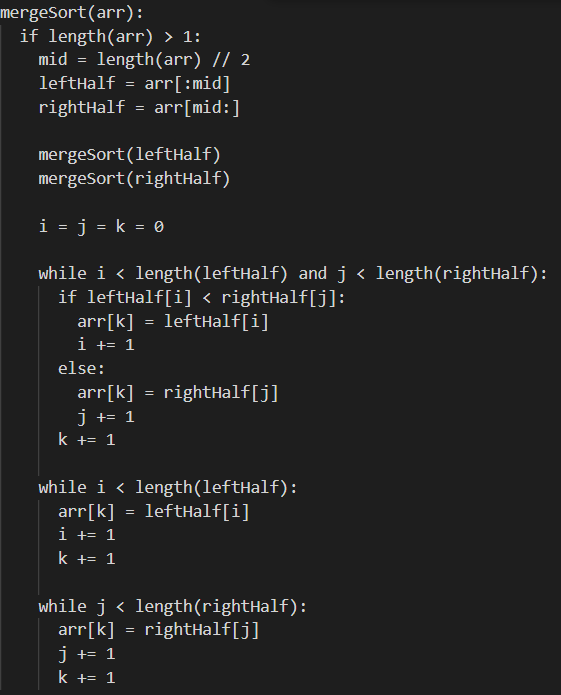 mergeSort(arr):
  if length(arr) > 1:
    mid = length(arr) // 2
    leftHalf = arr[:mid]
    rightHalf = arr[mid:]

    mergeSort(leftHalf)
    mergeSort(rightHalf)

    i = j = k = 0

    while i < length(leftHalf) and j < length(rightHalf):
      if leftHalf[i] < rightHalf[j]:
        arr[k] = leftHalf[i]
        i += 1
      else:
        arr[k] = rightHalf[j]
        j += 1
      k += 1

    while i < length(leftHalf):
      arr[k] = leftHalf[i]
      i += 1
      k += 1

    while j < length(rightHalf):
      arr[k] = rightHalf[j]
      j += 1
      k += 1